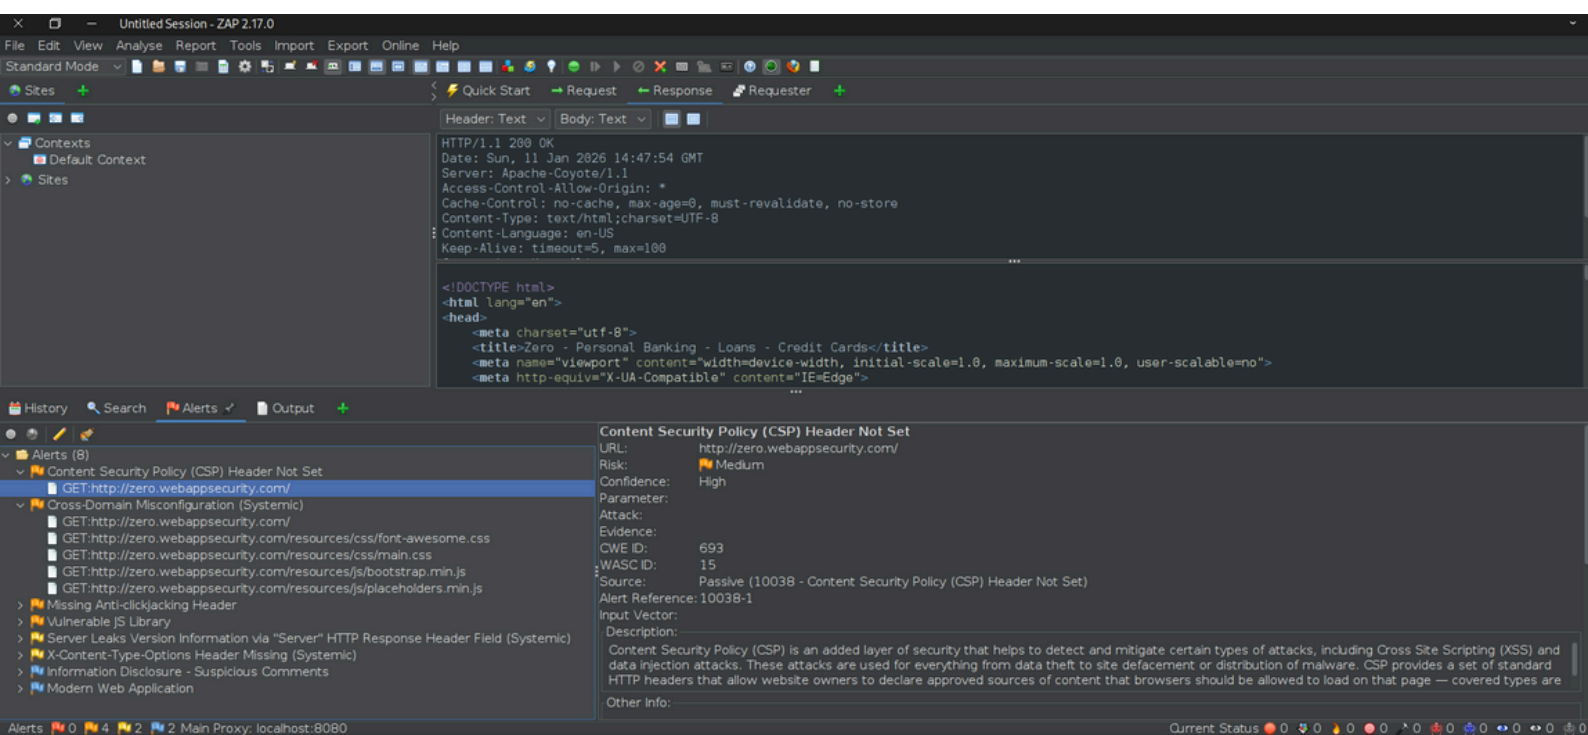 Untitled Session - ZAP 2.17.0
File Edit View Analyse Report Tools Import Export Online Help
Standard Mode
Sites
Quick Start Request Response Requester
Header: Text Body: Text
Contexts
Default Context
Sites
HTTP/1.1 200 OK
Date: Sun, 11 Jan 2026 14:47:54 GMT
Server: Apache-Coyote/1.1
Access-Control-Allow-Origin: *
Cache-Control: no-cache, max-age=0, must-revalidate, no-store
Content-Type: text/html;charset=UTF-8
Content-Language: en-US
Keep-Alive: timeout=5, max=100
<!DOCTYPE html>
<html lang="en">
<head>
<meta charset="utf-8">
<title>Zero - Personal Banking - Loans - Credit Cards</title>
<meta name="viewport" content="width=device-width, initial-scale=1.0, maximum-scale=1.0, user-scalable=no">
<meta http-equiv="X-UA-Compatible" content="IE=Edge">
History Search Alerts Output
Alerts (8)
Content Security Policy (CSP) Header Not Set
GET:http://zero.webappsecurity.com/
Cross-Domain Misconfiguration (Systemic)
GET:http://zero.webappsecurity.com/
GET:http://zero.webappsecurity.com/resources/css/font-awesome.css
GET:http://zero.webappsecurity.com/resources/css/main.css
GET:http://zero.webappsecurity.com/resources/js/bootstrap.min.js
GET:http://zero.webappsecurity.com/resources/js/placeholders.min.js
Missing Anti-clickjacking Header
Vulnerable JS Library
Server Leaks Version Information via "Server" HTTP Response Header Field (Systemic)
X-Content-Type-Options Header Missing (Systemic)
Information Disclosure - Suspicious Comments
Modern Web Application
Content Security Policy (CSP) Header Not Set
URL: http://zero.webappsecurity.com/
Risk: Medium
Confidence: High
Parameter:
Attack:
Evidence:
CWE ID: 693
WASC ID: 15
Source: Passive (10038 - Content Security Policy (CSP) Header Not Set)
Alert Reference: 10038-1
Input Vector:
Description:
Content Security Policy (CSP) is an added layer of security that helps to detect and mitigate certain types of attacks, including Cross Site Scripting (XSS) and
data injection attacks. These attacks are used for everything from data theft to site defacement or distribution of malware. CSP provides a set of standard
HTTP headers that allow website owners to declare approved sources of content that browsers should be allowed to load on that page — covered types are
Other Info:
Alerts 0 4 2 2 Main Proxy: localhost:8080
Current Status 0 0 0 0 0 0 0 0 0 0